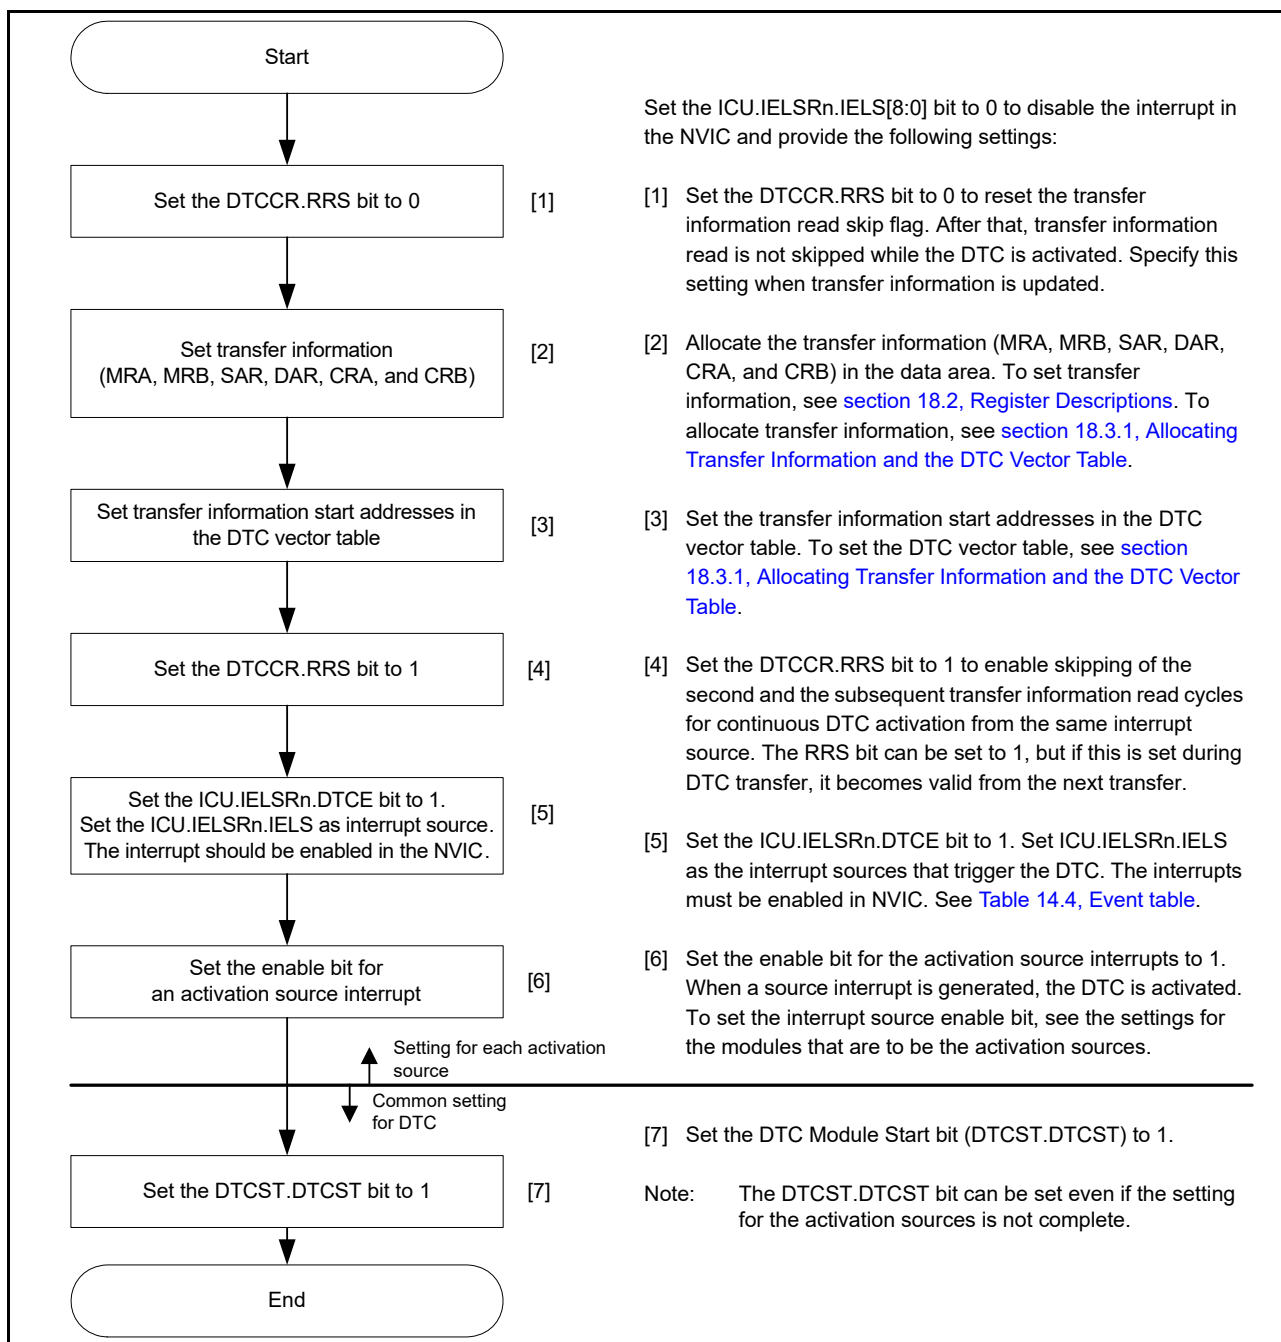 Start
Set the ICU.IELSRn.IELS[8:0] bit to 0 to disable the interrupt in
the NVIC and provide the following settings:
Set the DTCCR.RRS bit to 0
[1]
[1] Set the DTCCR.RRS bit to 0 to reset the transfer
information read skip flag. After that, transfer information
read is not skipped while the DTC is activated. Specify this
setting when transfer information is updated.
Set transfer information
(MRA, MRB, SAR, DAR, CRA, and CRB)
[2]
[2] Allocate the transfer information (MRA, MRB, SAR, DAR,
CRA, and CRB) in the data area. To set transfer
information, see section 18.2, Register Descriptions. To
allocate transfer information, see section 18.3.1, Allocating
Transfer Information and the DTC Vector Table.
Set transfer information start addresses in
the DTC vector table
[3]
[3] Set the transfer information start addresses in the DTC
vector table. To set the DTC vector table, see section
18.3.1, Allocating Transfer Information and the DTC Vector
Table.
Set the DTCCR.RRS bit to 1
[4]
[4] Set the DTCCR.RRS bit to 1 to enable skipping of the
second and the subsequent transfer information read cycles
for continuous DTC activation from the same interrupt
source. The RRS bit can be set to 1, but if this is set during
DTC transfer, it becomes valid from the next transfer.
Set the ICU.IELSRn.DTCE bit to 1.
Set the ICU.IELSRn.IELS as interrupt source.
The interrupt should be enabled in the NVIC.
[5]
[5] Set the ICU.IELSRn.DTCE bit to 1. Set ICU.IELSRn.IELS
as the interrupt sources that trigger the DTC. The interrupts
must be enabled in NVIC. See Table 14.4, Event table.
Set the enable bit for
an activation source interrupt
[6]
[6] Set the enable bit for the activation source interrupts to 1.
When a source interrupt is generated, the DTC is activated.
To set the interrupt source enable bit, see the settings for
the modules that are to be the activation sources.
Setting for each activation
source
Common setting
for DTC
Set the DTCST.DTCST bit to 1
[7]
[7] Set the DTC Module Start bit (DTCST.DTCST) to 1.
Note: The DTCST.DTCST bit can be set even if the setting
for the activation sources is not complete.
End